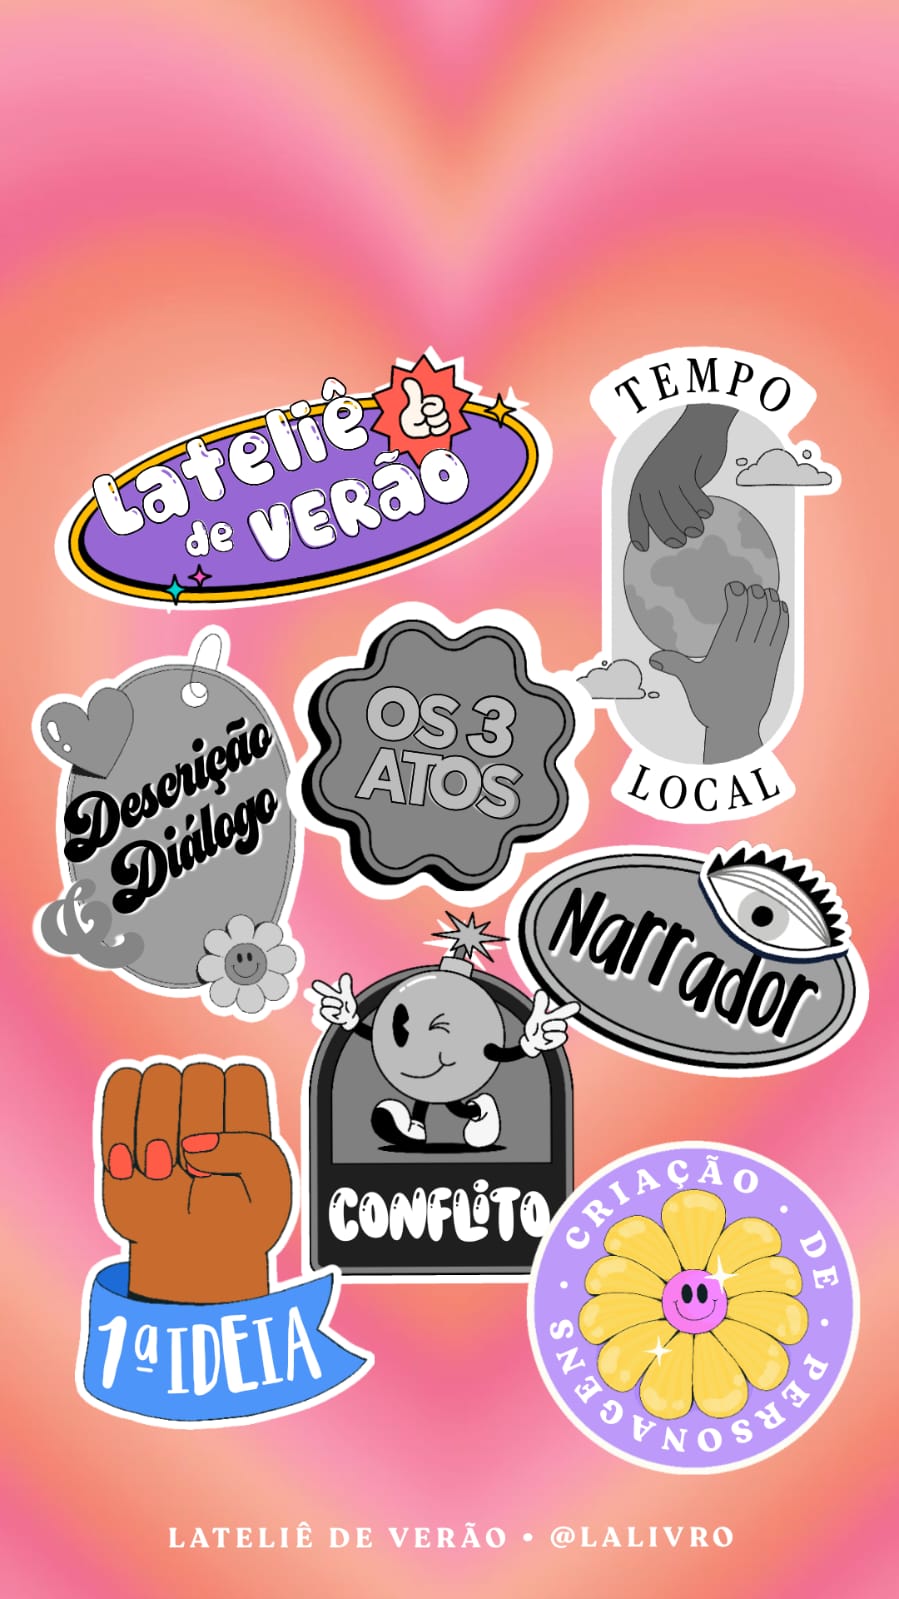 Lateliê
de VERÃO
TEMPO
LOCAL
Descrição
&
Diálogo
OS 3
ATOS
Narrador
CONFLITO
1ª IDEIA
CRIAÇÃO · DE · PERSONAGENS ·
LATELIÊ DE VERÃO • @LALIVRO